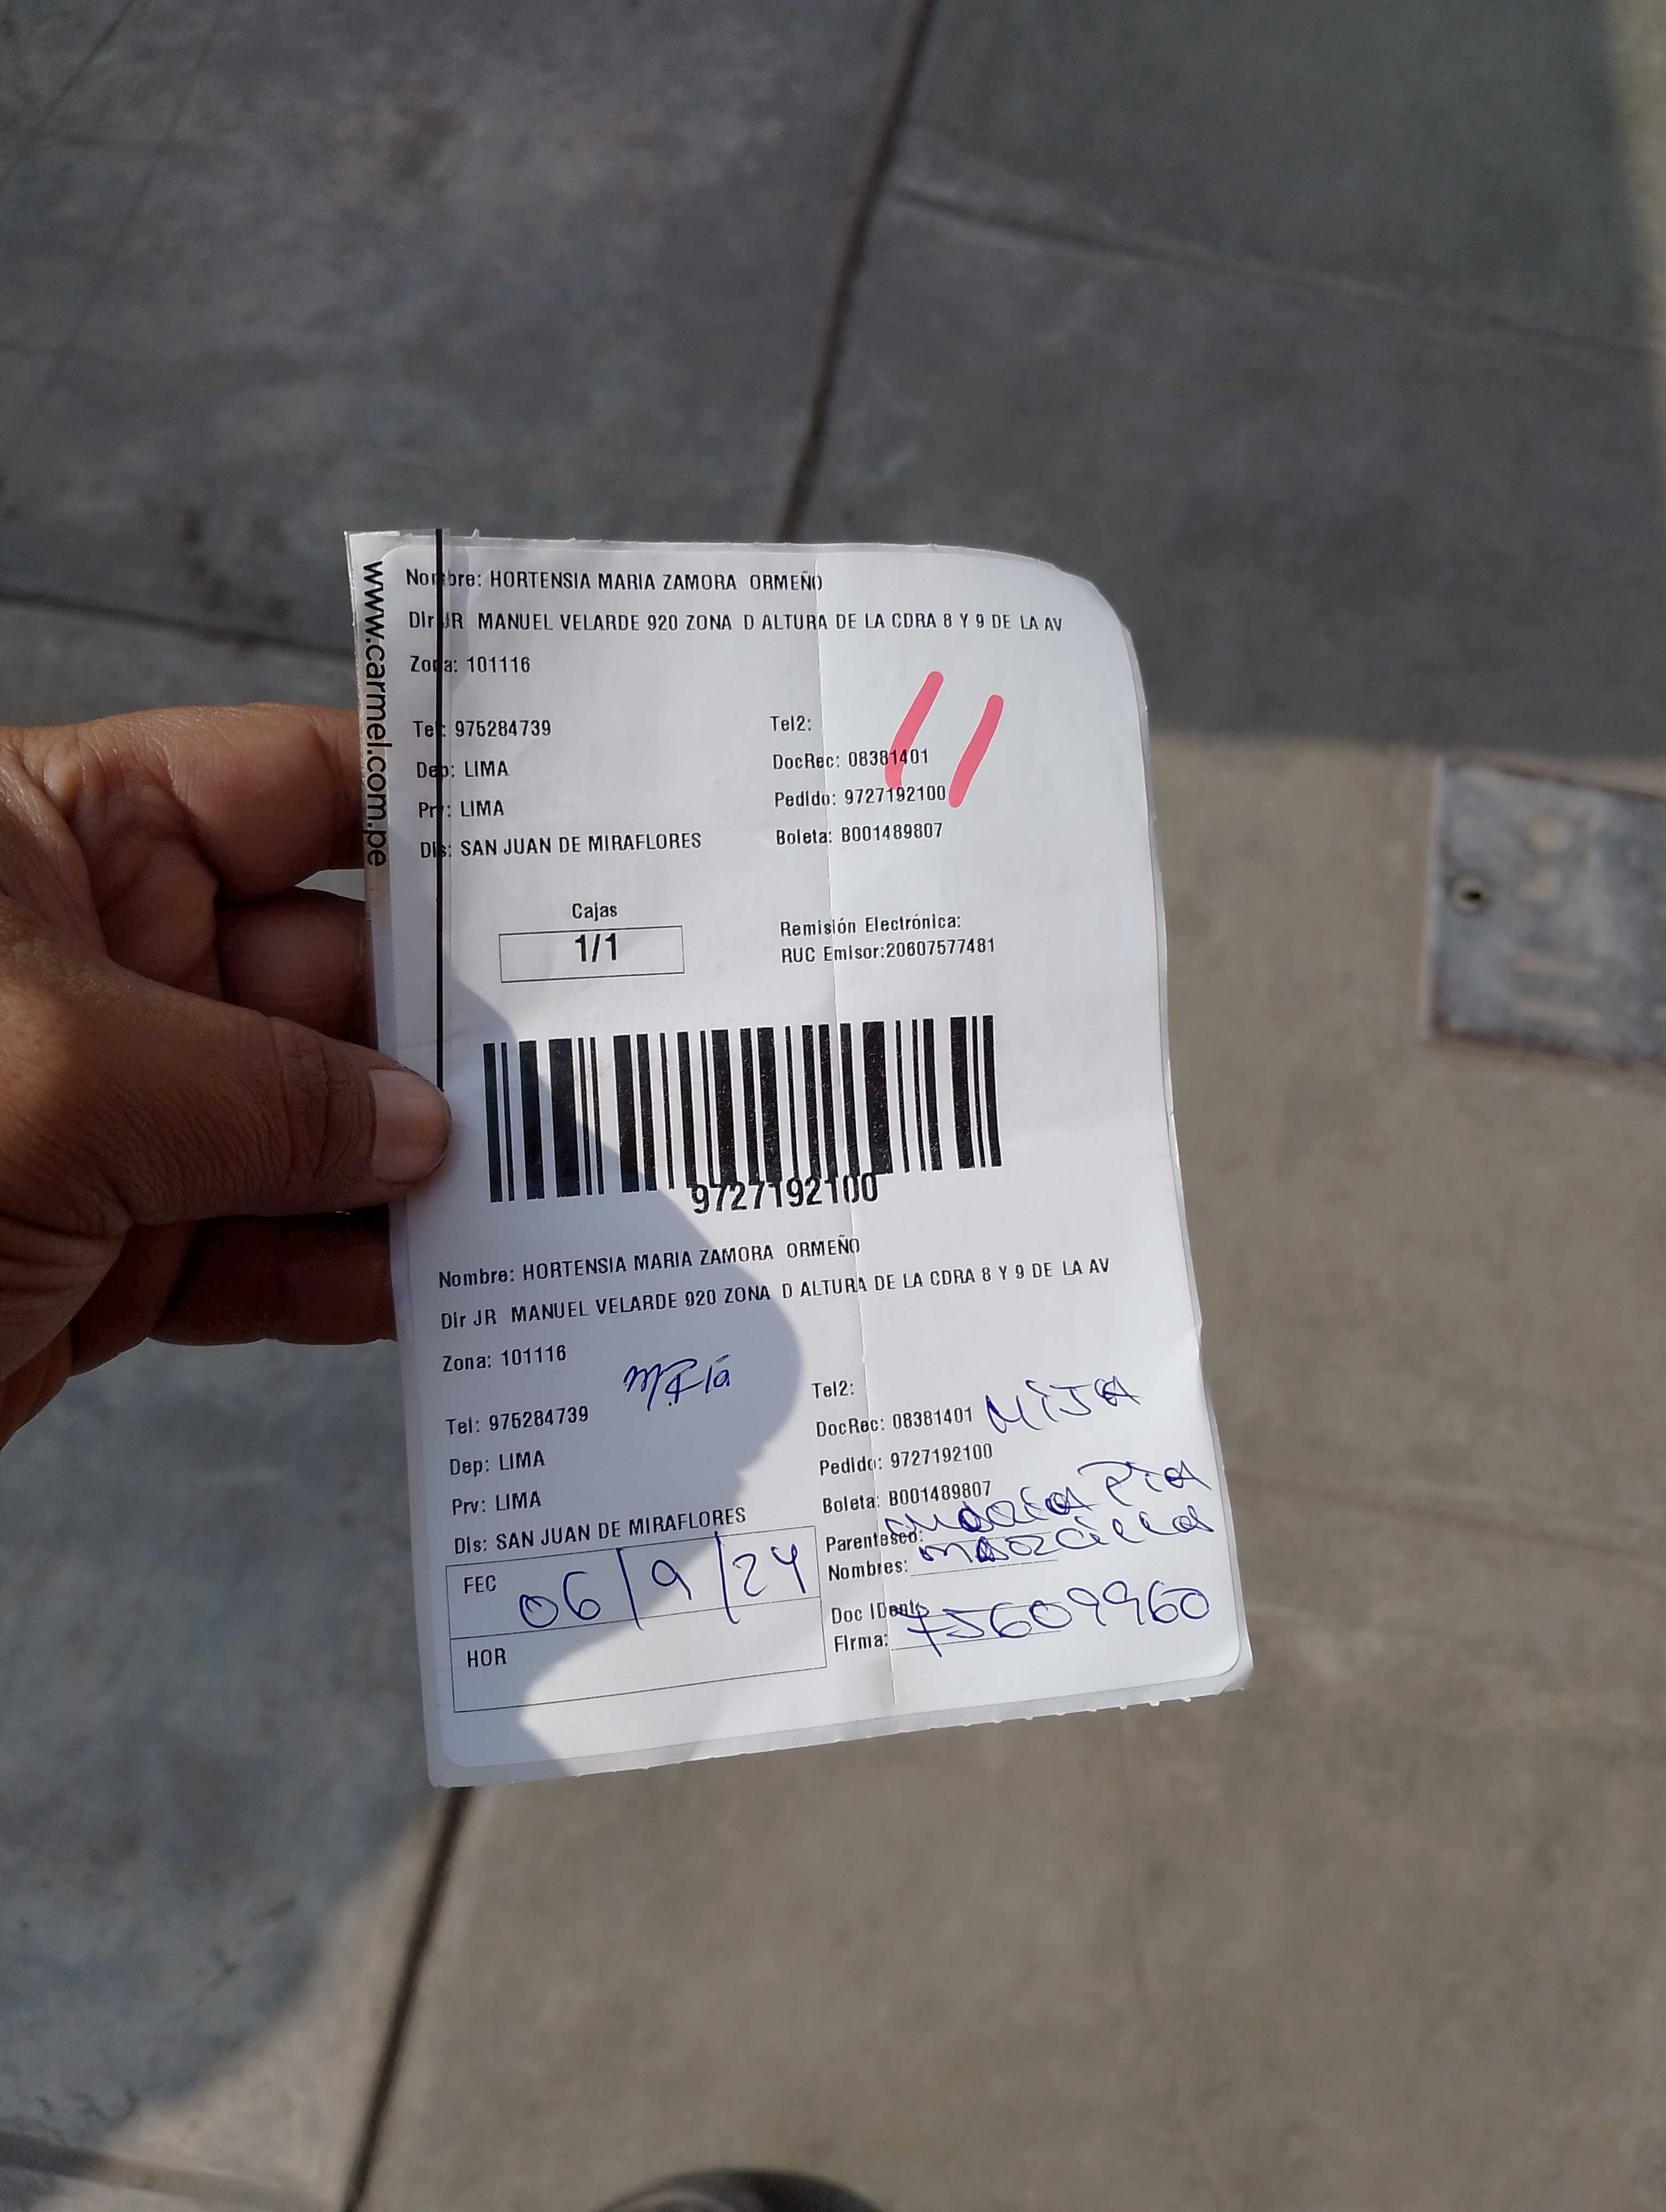 www.carmel.com.pe
Nombre: HORTENSIA MARIA ZAMORA ORMEÑO
Dir JR MANUEL VELARDE 920 ZONA D ALTURA DE LA CDRA 8 Y 9 DE LA AV
Zona: 101116
Tel: 975284739 Tel2:
Dep: LIMA DocRec: 08381401
Prv: LIMA Pedido: 9727192100
Dis: SAN JUAN DE MIRAFLORES Boleta: B001489807
11
Cajas
1/1
Remisión Electrónica:
RUC Emisor:20607577481
9727192100
Nombre: HORTENSIA MARIA ZAMORA ORMEÑO
Dir JR MANUEL VELARDE 920 ZONA D ALTURA DE LA CDRA 8 Y 9 DE LA AV
Zona: 101116
Tel: 975284739 Tel2:
Dep: LIMA DocRec: 08381401 HIJA
Prv: LIMA Pedido: 9727192100
Dis: SAN JUAN DE MIRAFLORES Boleta: B001489807
Parentesco: Maria Pia
Nombres:
FEC 06/9/24
Doc IDent: 75609960
HOR
Firma: